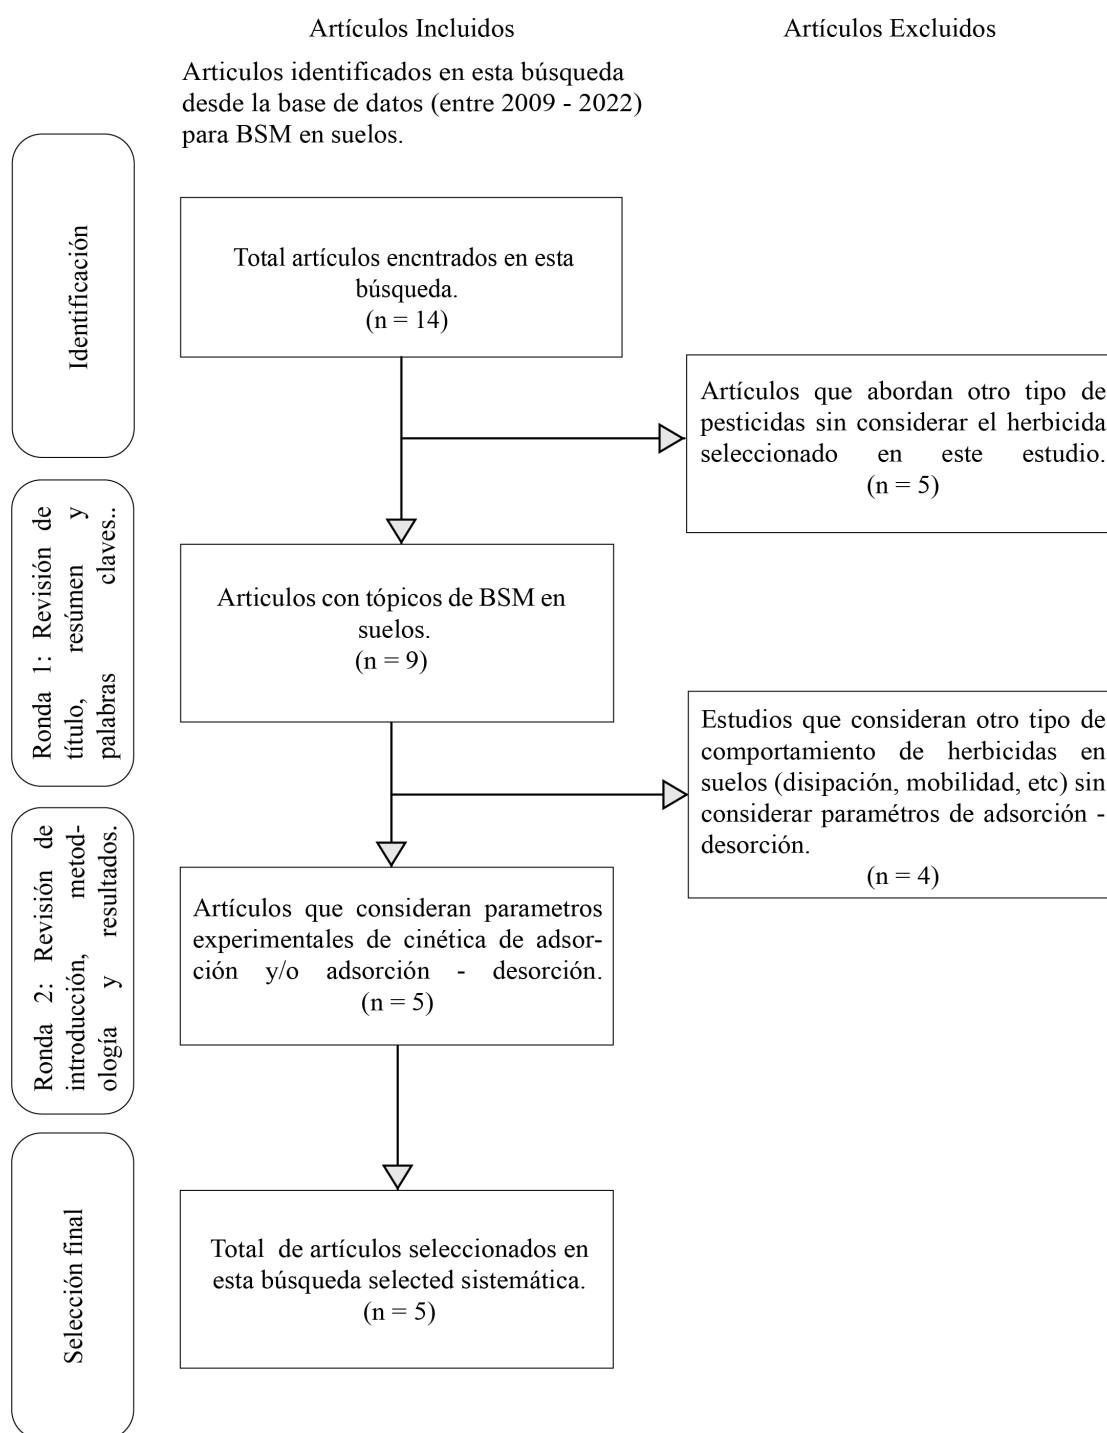 Artículos Incluidos
Artículos Excluidos
Articulos identificados en esta búsqueda
desde la base de datos (entre 2009 - 2022)
para BSM en suelos.
Identificación
Total artículos encntrados en esta
búsqueda.
(n = 14)
Artículos que abordan otro tipo de
pesticidas sin considerar el herbicida
seleccionado en este estudio.
(n = 5)
Ronda 1: Revisión de
título, resúmen y
palabras claves..
Articulos con tópicos de BSM en
suelos.
(n = 9)
Estudios que consideran otro tipo de
comportamiento de herbicidas en
suelos (disipación, mobilidad, etc) sin
considerar paramétros de adsorción -
desorción.
(n = 4)
Ronda 2: Revisión de
introducción, metod-
ología y resultados.
Artículos que consideran parametros
experimentales de cinética de adsor-
ción y/o adsorción - desorción.
(n = 5)
Selección final
Total de artículos seleccionados en
esta búsqueda selected sistemática.
(n = 5)